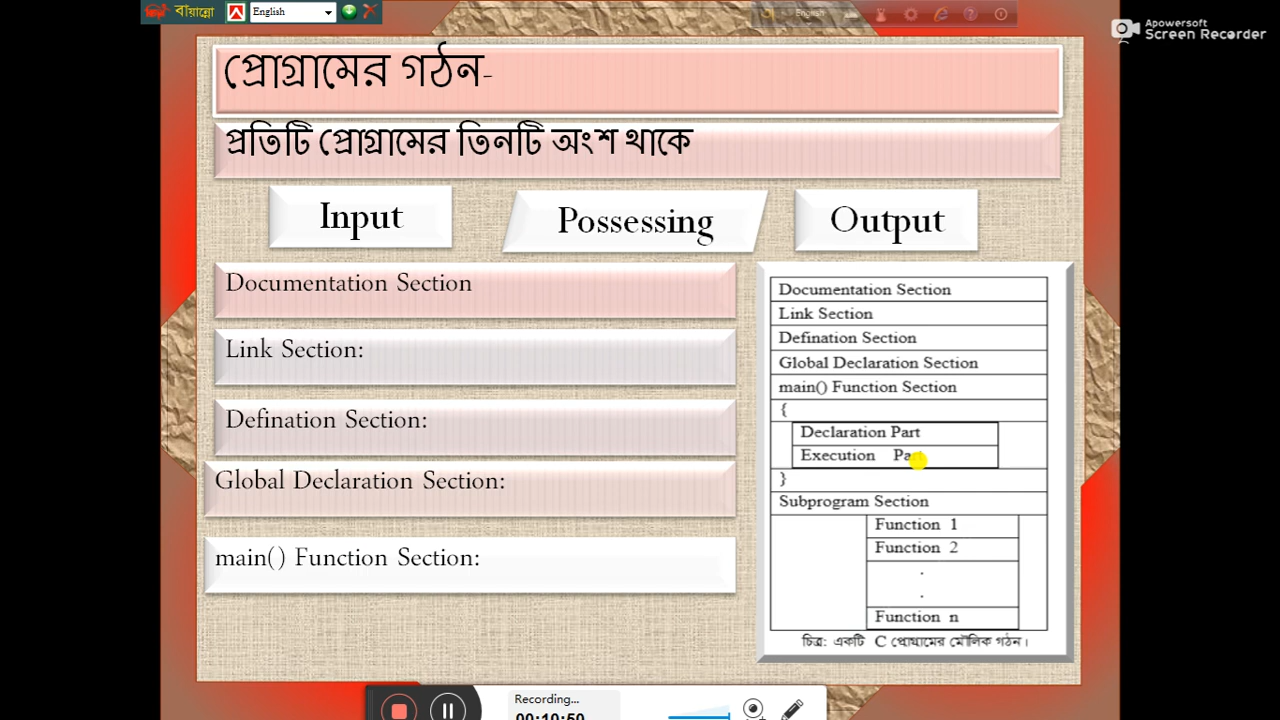 বায়ান্নো
English
English
Apowersoft
Screen Recorder
প্রোগ্রামের গঠন-
প্রতিটি প্রোগ্রামের তিনটি অংশ থাকে
Input
Possessing
Output
Documentation Section
Link Section:
Defination Section:
Global Declaration Section:
main() Function Section:
Documentation Section
Link Section
Defination Section
Global Declaration Section
main() Function Section
{
Declaration Part
Execution Part
}
Subprogram Section
Function 1
Function 2
.
.
Function n
চিত্র: একটি C প্রোগ্রামের মৌলিক গঠন।
Recording...
00:10:50